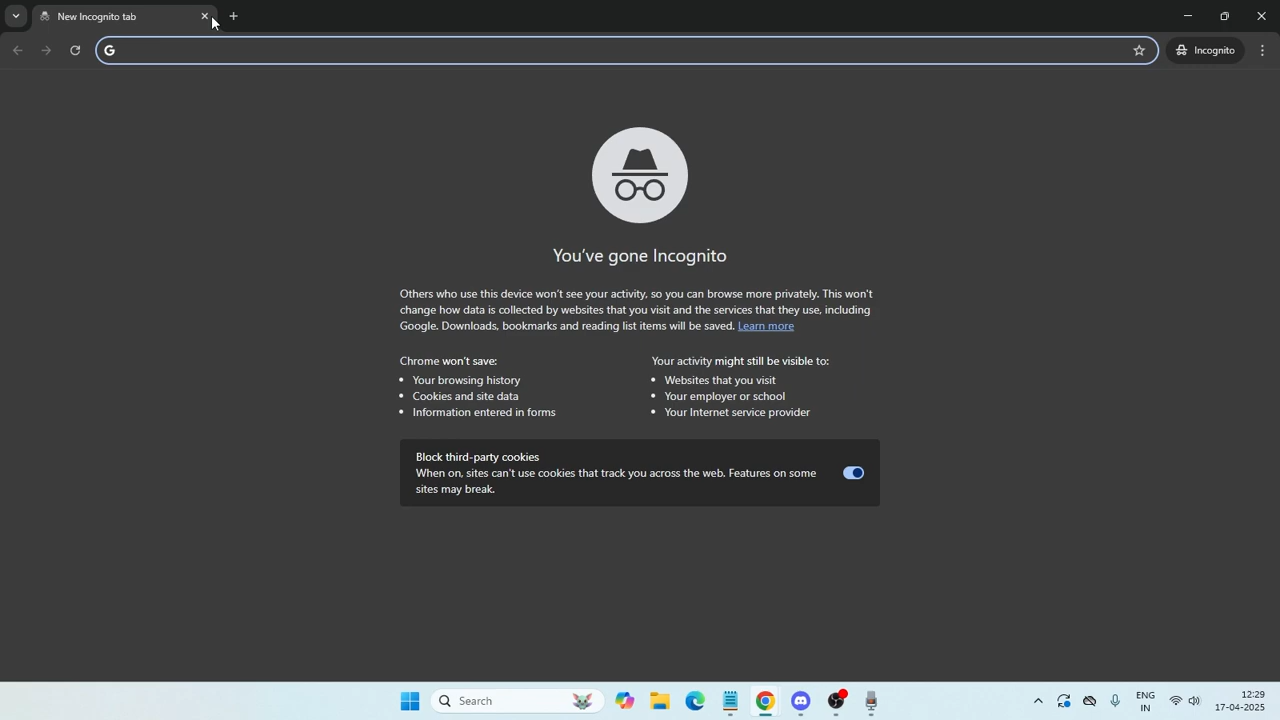 New Incognito tab
Incognito
You've gone Incognito
Others who use this device won't see your activity, so you can browse more privately. This won't
change how data is collected by websites that you visit and the services that they use, including
Google. Downloads, bookmarks and reading list items will be saved. Learn more
Chrome won't save:
• Your browsing history
• Cookies and site data
• Information entered in forms
Your activity might still be visible to:
• Websites that you visit
• Your employer or school
• Your Internet service provider
Block third-party cookies
When on, sites can't use cookies that track you across the web. Features on some
sites may break.
Search
ENG
IN
12:29
17-04-2025